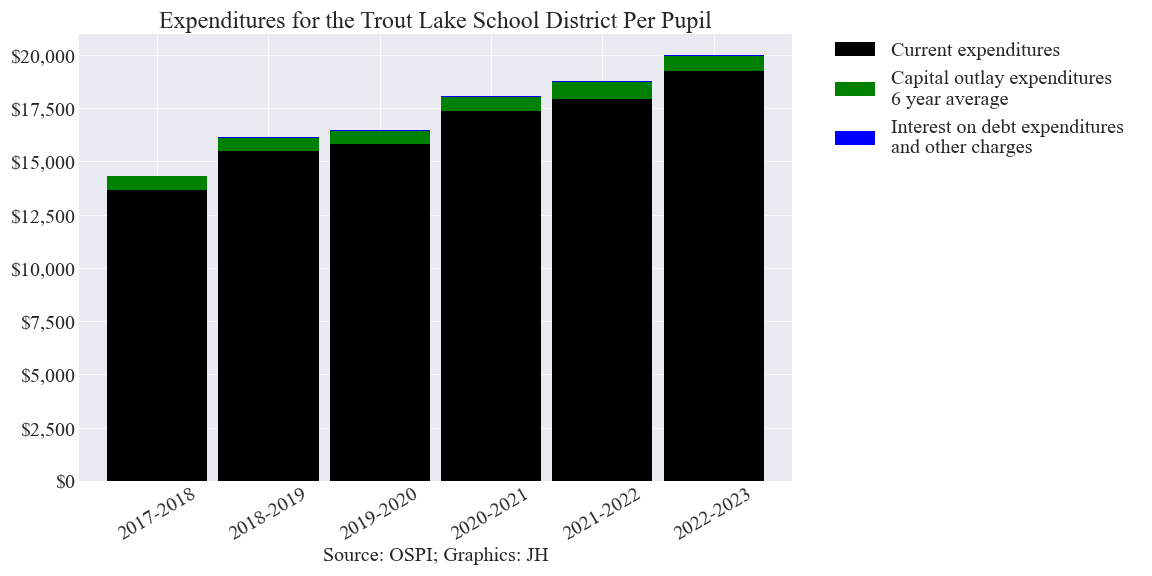 Expenditures for the Trout Lake School District Per Pupil
$20,000
$17,500
$15,000
$12,500
$10,000
$7,500
$5,000
$2,500
$0
2017-2018
2018-2019
2019-2020
2020-2021
2021-2022
2022-2023
Source: OSPI; Graphics: JH
Current expenditures
Capital outlay expenditures
6 year average
Interest on debt expenditures
and other charges